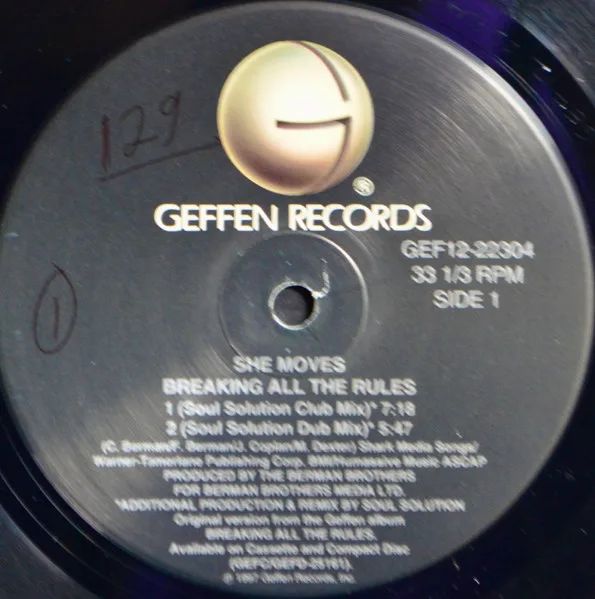 129
®
GEFFEN RECORDS
GEF12-22304
33 1/3 RPM
SIDE 1
1
SHE MOVES
BREAKING ALL THE RULES
1 (Soul Solution Club Mix)* 7:18
2 (Soul Solution Dub Mix)* 5:47
(C. Berman/F. Berman/J. Coplan/M. Dorter) Shark Media Songs/
Warner-Tamerlane Publishing Corp. BMI/Humassive Music ASCAP
PRODUCED BY THE BERMAN BROTHERS
FOR BERMAN BROTHERS MEDIA LTD.
*ADDITIONAL PRODUCTION & REMIX BY SOUL SOLUTION
Original version from the Geffen album
BREAKING ALL THE RULES.
Available on Cassette and Compact Disc
(GEFC/GEFD-25161).
℗ 1997 Geffen Records, Inc.